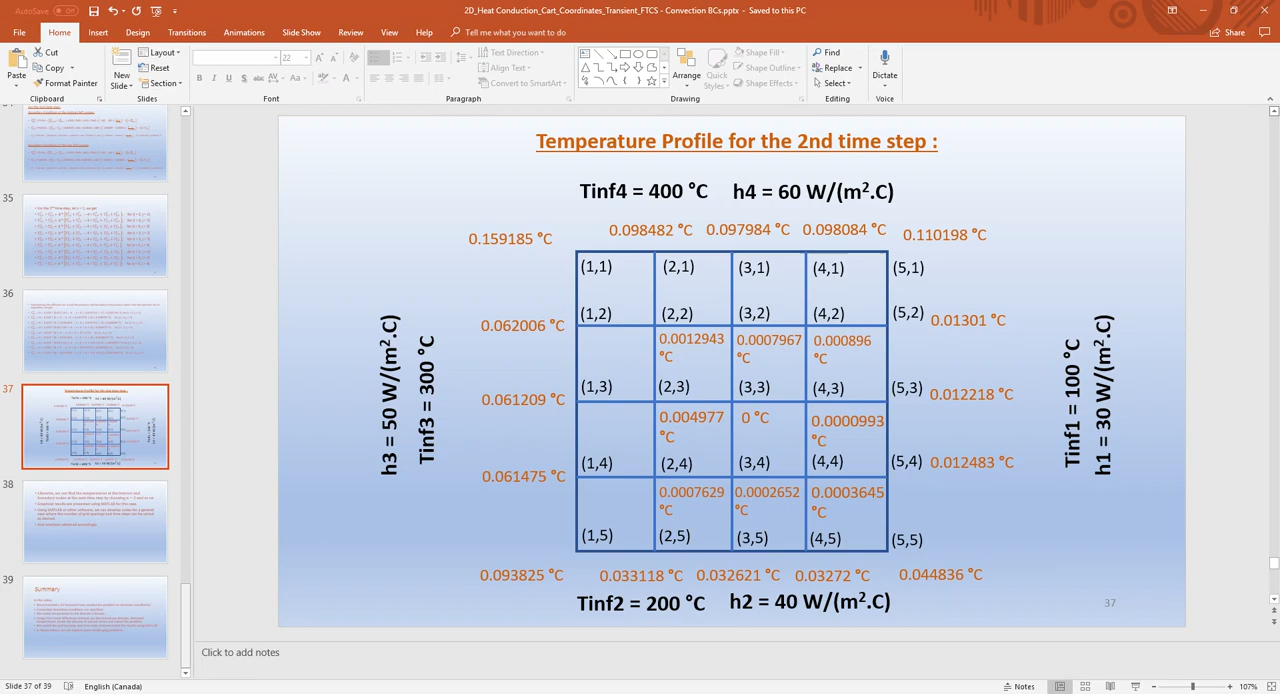 AutoSave Off
2D_Heat Conduction_Cart_Coordinates_Transient_FTCS - Convection BCs.pptx - Saved to this PC
File Home Insert Design Transitions Animations Slide Show Review View Help Tell me what you want to do Share
Paste Cut Copy Format Painter
Clipboard
New Slide Layout Reset Section
Slides
22
B I U S abc AV Aa A
Font
Text Direction Align Text Convert to SmartArt
Paragraph
Arrange Quick Styles Shape Fill Shape Outline Shape Effects
Drawing
Find Replace Select
Editing
Dictate
Voice
35
36
37
38
39
Summary
Temperature Profile for the 2nd time step :
Tinf4 = 400 °C h4 = 60 W/(m².C)
0.159185 °C 0.098482 °C 0.097984 °C 0.098084 °C 0.110198 °C
(1,1) (2,1) (3,1) (4,1) (5,1)
(1,2) (2,2) (3,2) (4,2) (5,2)
0.062006 °C 0.01301 °C
0.0012943 °C 0.0007967 °C 0.000896 °C
(1,3) (2,3) (3,3) (4,3) (5,3)
0.061209 °C 0.012218 °C
0.004977 °C 0 °C 0.0000993 °C
(1,4) (2,4) (3,4) (4,4) (5,4)
0.061475 °C 0.012483 °C
0.0007629 °C 0.0002652 °C 0.0003645 °C
(1,5) (2,5) (3,5) (4,5) (5,5)
0.093825 °C 0.033118 °C 0.032621 °C 0.03272 °C 0.044836 °C
Tinf2 = 200 °C h2 = 40 W/(m².C)
h3 = 50 W/(m².C)
Tinf3 = 300 °C
Tinf1 = 100 °C
h1 = 30 W/(m².C)
37
Click to add notes
Slide 37 of 39 English (Canada) Notes 107%